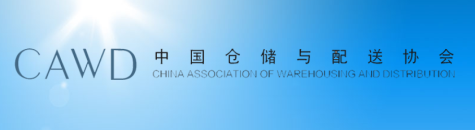 CAWD
中国仓储与配送协会
CHINA ASSOCIATION OF WAREHOUSING AND DISTRIBUTION